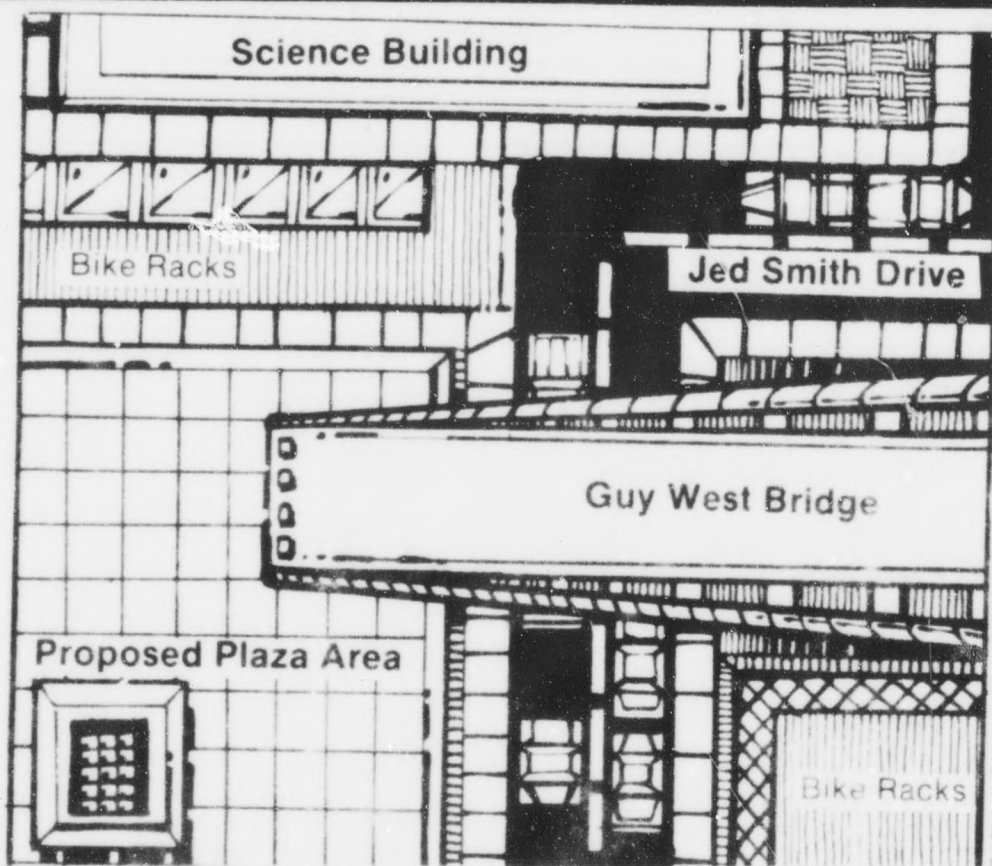 Science Building
Bike Racks
Jed Smith Drive
Guy West Bridge
Proposed Plaza Area
Bike Racks